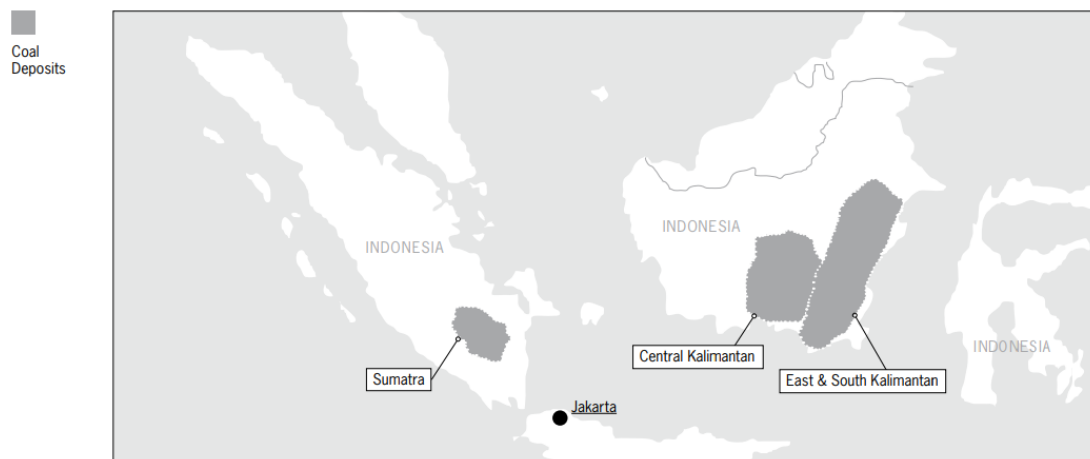 Coal
Deposits
INDONESIA
INDONESIA
INDONESIA
Central Kalimantan
East & South Kalimantan
Sumatra
Jakarta